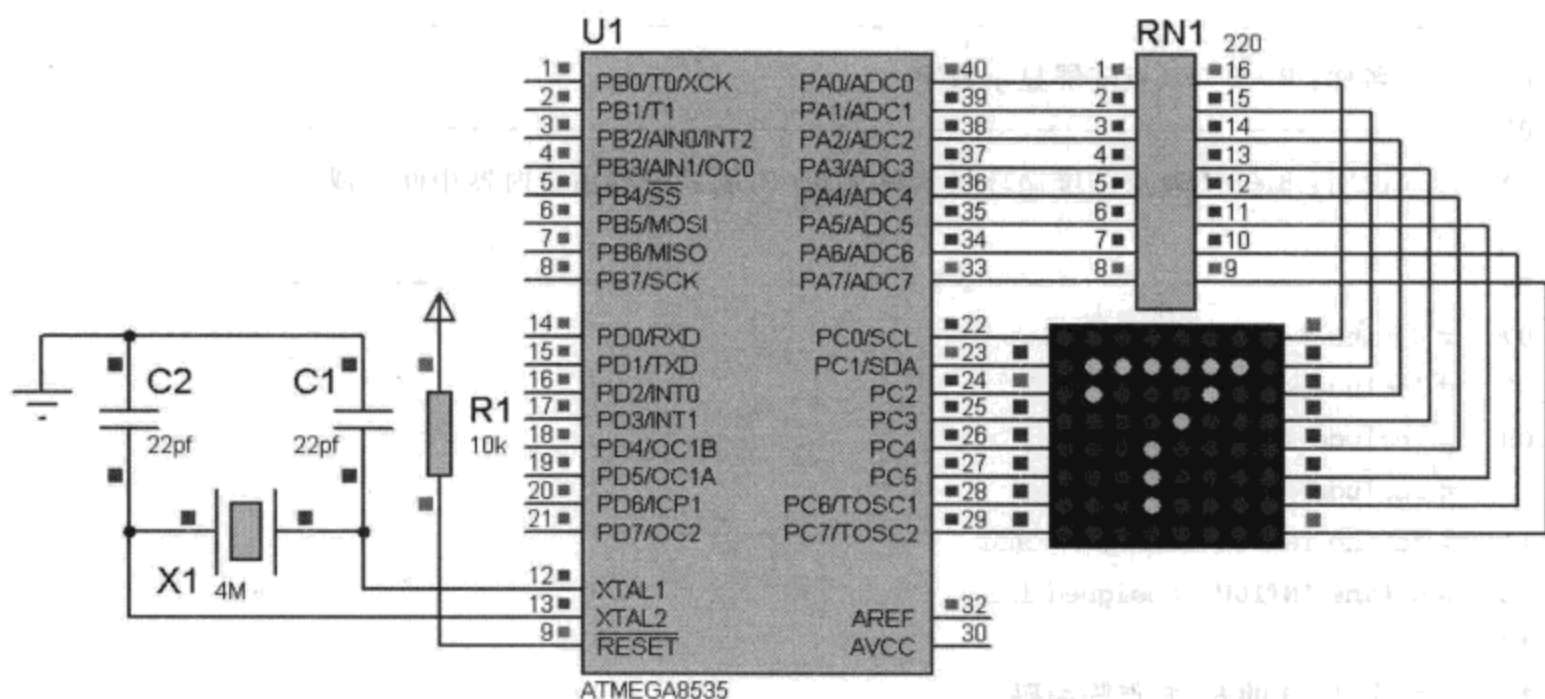 U1
1 PB0/T0/XCK
2 PB1/T1
3 PB2/AIN0/INT2
4 PB3/AIN1/OC0
5 PB4/SS
6 PB5/MOSI
7 PB6/MISO
8 PB7/SCK
14 PD0/RXD
15 PD1/TXD
16 PD2/INT0
17 PD3/INT1
18 PD4/OC1B
19 PD5/OC1A
20 PD6/ICP1
21 PD7/OC2
12 XTAL1
13 XTAL2
9 RESET
PA0/ADC0 40
PA1/ADC1 39
PA2/ADC2 38
PA3/ADC3 37
PA4/ADC4 36
PA5/ADC5 35
PA6/ADC6 34
PA7/ADC7 33
PC0/SCL 22
PC1/SDA 23
PC2 24
PC3 25
PC4 26
PC5 27
PC6/TOSC1 28
PC7/TOSC2 29
AREF 32
AVCC 30
ATMEGA8535
RN1
220
1 16
2 15
3 14
4 13
5 12
6 11
7 10
8 9
C2
22pf
C1
22pf
R1
10k
X1
4M